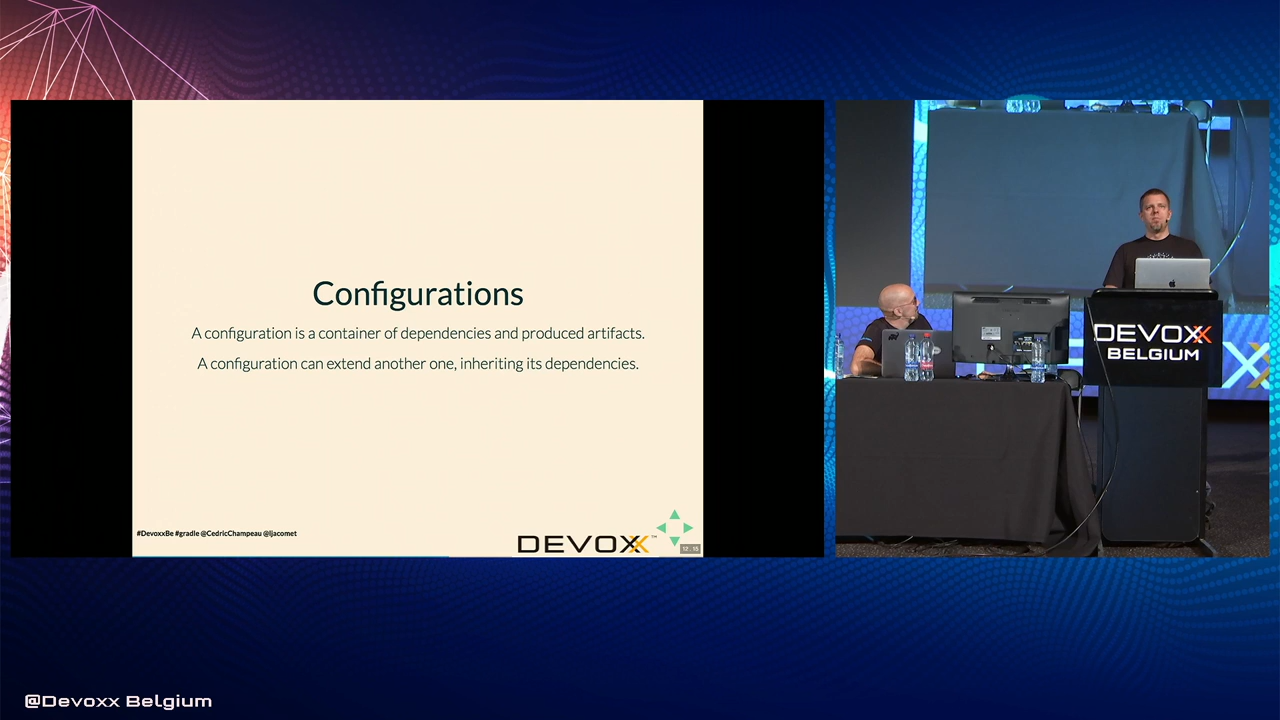 Configurations
A configuration is a container of dependencies and produced artifacts.
A configuration can extend another one, inheriting its dependencies.
#DevoxxBe #gradle @CedricChampeau @ljacomet
DEVOXX™
DEVOXX
BELGIUM
@Devoxx Belgium